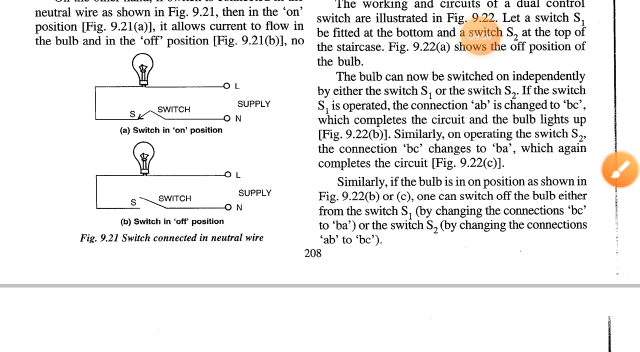 neutral wire as shown in Fig. 9.21, then in the ‘on’
position [Fig. 9.21(a)], it allows current to flow in
the bulb and in the ‘off’ position [Fig. 9.21(b)], no
L
SUPPLY
SWITCH
S
N
(a) Switch in 'on' position
L
SUPPLY
SWITCH
S
N
(b) Switch in 'off' position
Fig. 9.21 Switch connected in neutral wire
The working and circuits of a dual control
switch are illustrated in Fig. 9.22. Let a switch S1
be fitted at the bottom and a switch S2 at the top of
the staircase. Fig. 9.22(a) shows the off position of
the bulb.
The bulb can now be switched on independently
by either the switch S1 or the switch S2. If the switch
S1 is operated, the connection ‘ab’ is changed to ‘bc’,
which completes the circuit and the bulb lights up
[Fig. 9.22(b)]. Similarly, on operating the switch S2,
the connection ‘bc’ changes to ‘ba’, which again
completes the circuit [Fig. 9.22(c)].
Similarly, if the bulb is in on position as shown in
Fig. 9.22(b) or (c), one can switch off the bulb either
from the switch S1 (by changing the connections ‘bc’
to ‘ba’) or the switch S2 (by changing the connections
‘ab’ to ‘bc’).
208